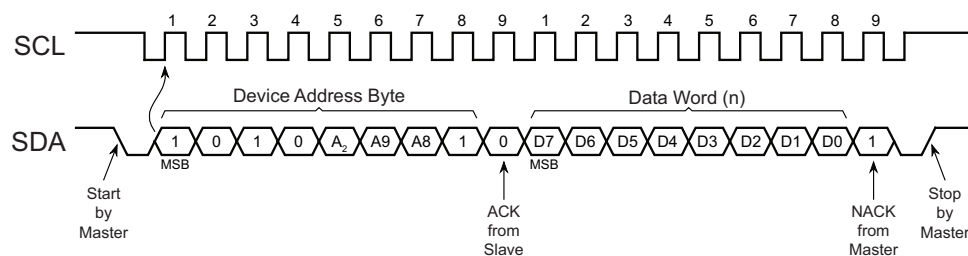 1 2 3 4 5 6 7 8 9 1 2 3 4 5 6 7 8 9
SCL
Device Address Byte Data Word (n)
SDA 1 0 1 0 A₂ A9 A8 1 0 D7 D6 D5 D4 D3 D2 D1 D0 1
MSB MSB
Start
by
Master
ACK
from
Slave
NACK
from
Master
Stop
by
Master